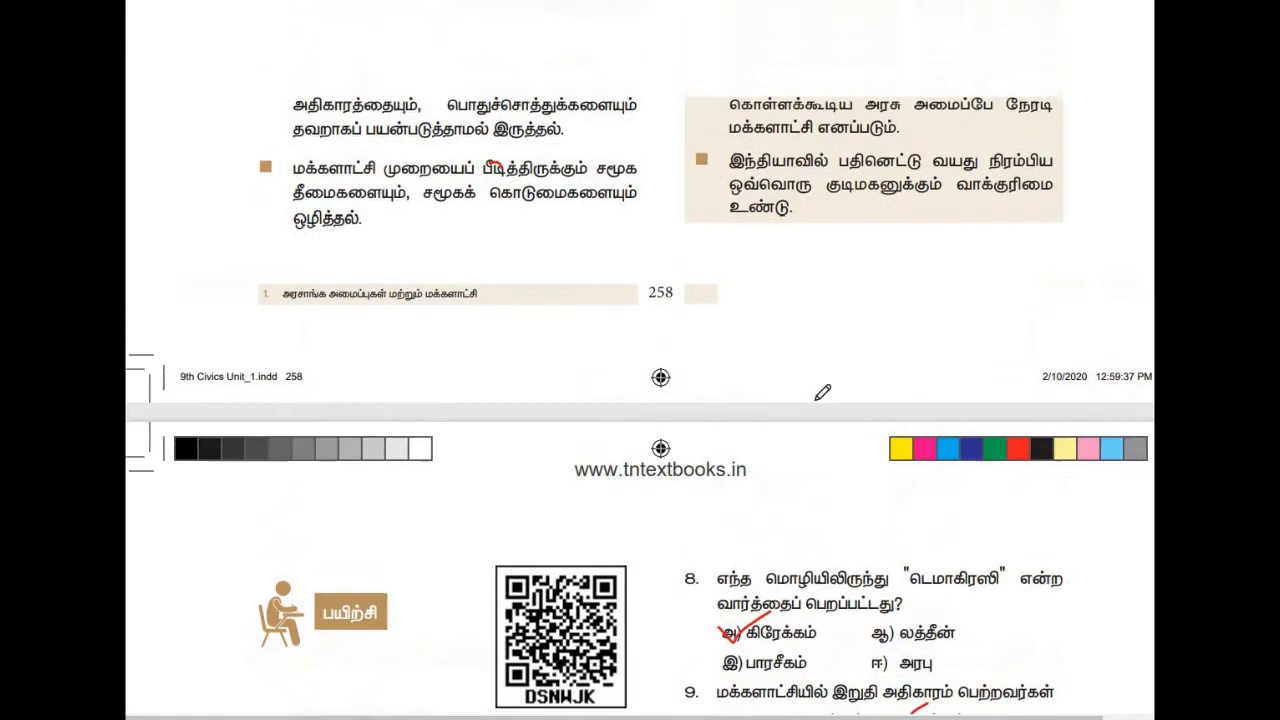 அதிகாரத்தையும், பொதுச்சொத்துக்களையும்
தவறாகப் பயன்படுத்தாமல் இருத்தல்.
மக்களாட்சி முறையைப் பீடித்திருக்கும் சமூக
தீமைகளையும், சமூகக் கொடுமைகளையும்
ஒழித்தல்.
கொள்ளக்கூடிய அரசு அமைப்பே நேரடி
மக்களாட்சி எனப்படும்.
இந்தியாவில் பதினெட்டு வயது நிரம்பிய
ஒவ்வொரு குடிமகனுக்கும் வாக்குரிமை
உண்டு.
1. அரசாங்க அமைப்புகள் மற்றும் மக்களாட்சி 258
9th Civics Unit_1.indd 258 2/10/2020 12:59:37 PM
www.tntextbooks.in
பயிற்சி
DSNWJK
8. எந்த மொழியிலிருந்து "டெமாகிரஸி" என்ற
வார்த்தைப் பெறப்பட்டது?
அ) கிரேக்கம் ஆ) லத்தீன்
இ) பாரசீகம் ஈ) அரபு
9. மக்களாட்சியில் இறுதி அதிகாரம் பெற்றவர்கள்